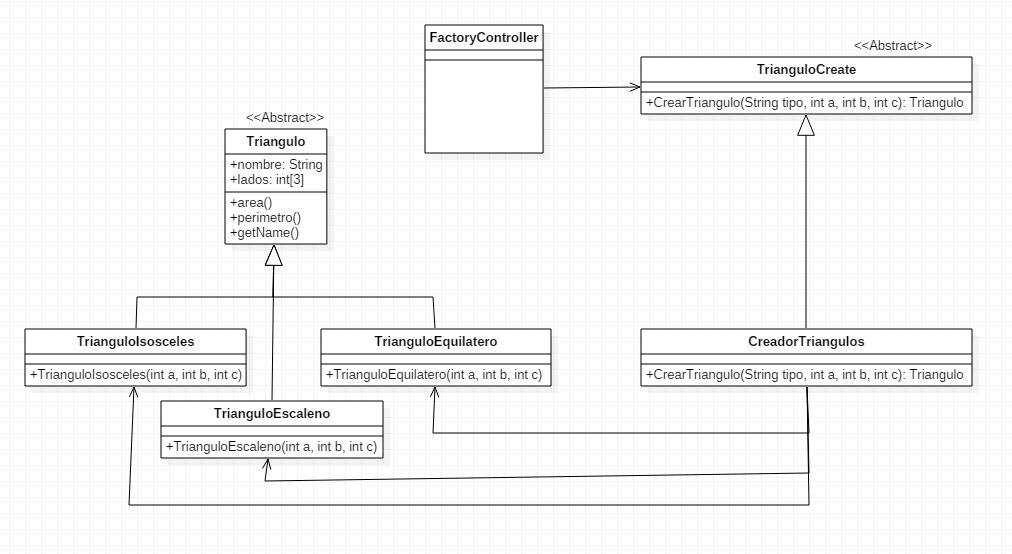 FactoryController
<<Abstract>>
TrianguloCreate
+CrearTriangulo(String tipo, int a, int b, int c): Triangulo
<<Abstract>>
Triangulo
+nombre: String
+lados: int[3]
+area()
+perimetro()
+getName()
TrianguloIsosceles
+TrianguloIsosceles(int a, int b, int c)
TrianguloEquilatero
+TrianguloEquilatero(int a, int b, int c)
CreadorTriangulos
+CrearTriangulo(String tipo, int a, int b, int c): Triangulo
TrianguloEscaleno
+TrianguloEscaleno(int a, int b, int c)